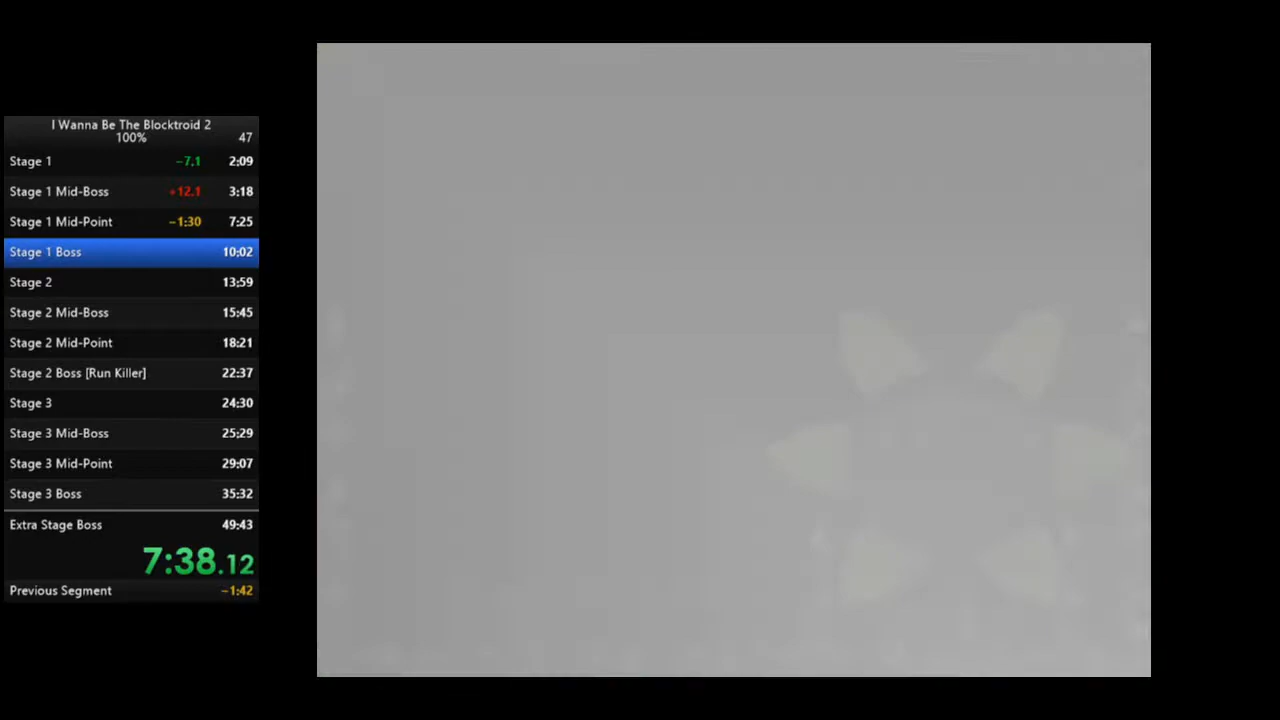 I Wanna Be The Blocktroid 2
100% 47
Stage 1 −7.1 2:09
Stage 1 Mid-Boss +12.1 3:18
Stage 1 Mid-Point −1:30 7:25
Stage 1 Boss 10:02
Stage 2 13:59
Stage 2 Mid-Boss 15:45
Stage 2 Mid-Point 18:21
Stage 2 Boss [Run Killer] 22:37
Stage 3 24:30
Stage 3 Mid-Boss 25:29
Stage 3 Mid-Point 29:07
Stage 3 Boss 35:32
Extra Stage Boss 49:43
7:38.12
Previous Segment −1:42